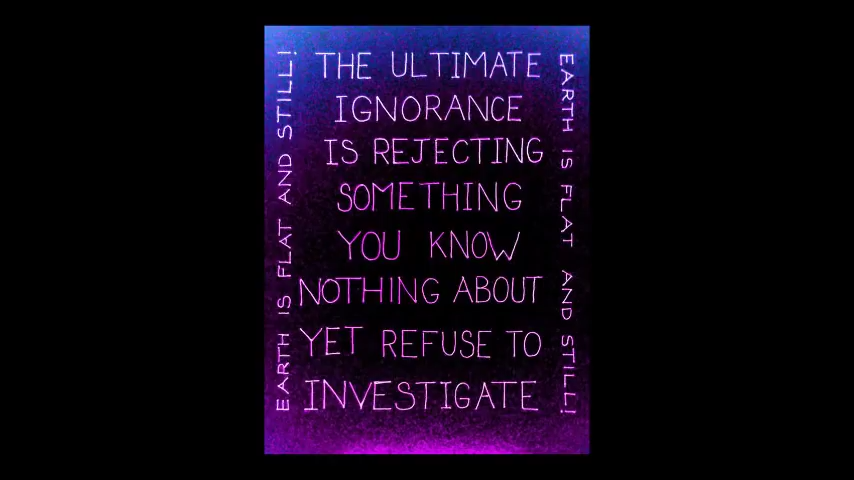 THE ULTIMATE
IGNORANCE
IS REJECTING
SOMETHING
YOU KNOW
NOTHING ABOUT
YET REFUSE TO
INVESTIGATE
EARTH IS FLAT AND STILL!
EARTH IS FLAT AND STILL!